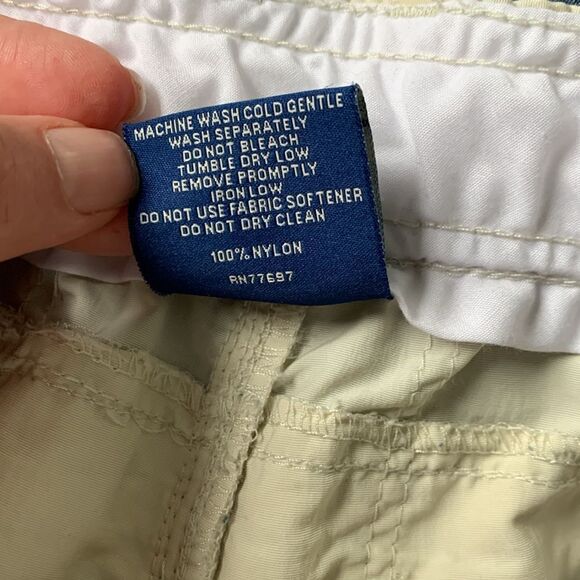 MACHINE WASH COLD GENTLE
WASH SEPARATELY
DO NOT BLEACH
TUMBLE DRY LOW
REMOVE PROMPTLY
IRON LOW
DO NOT USE FABRIC SOFTENER
DO NOT DRY CLEAN
100% NYLON
RN77697